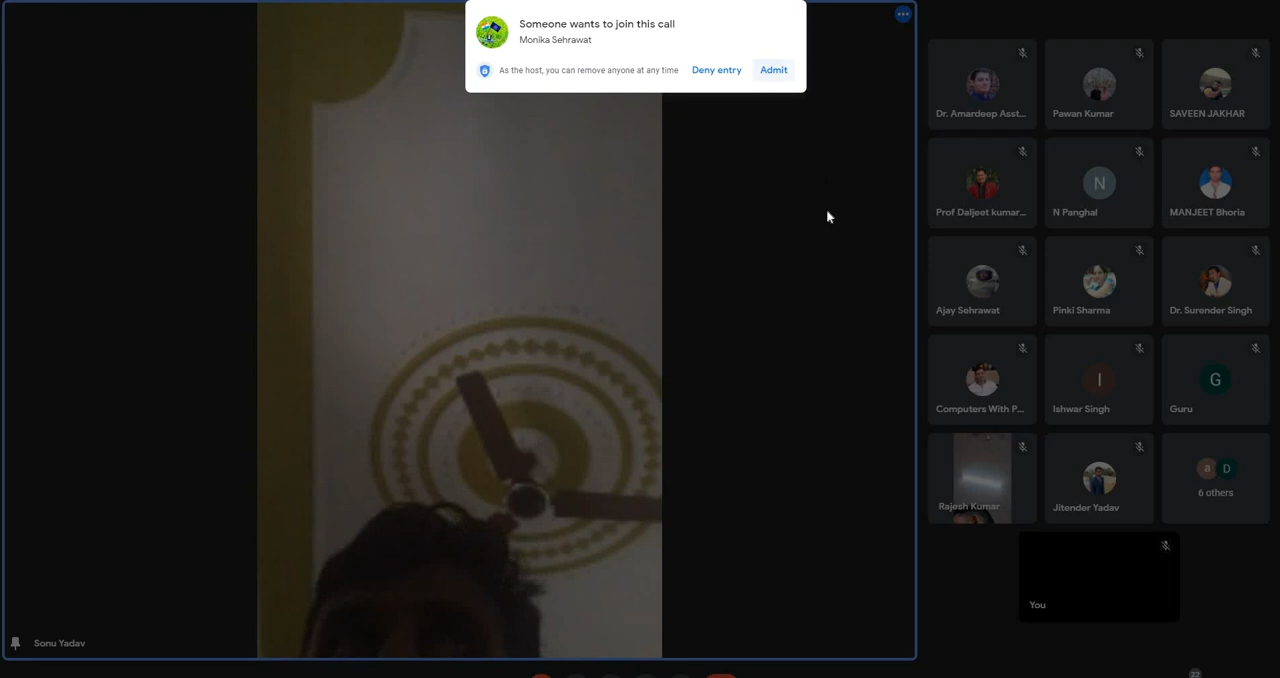 Someone wants to join this call
Monika Sehrawat
As the host, you can remove anyone at any time
Deny entry
Admit
Dr. Amardeep Asst...
Pawan Kumar
SAVEEN JAKHAR
N
Prof Daljeet kumar...
N Panghal
MANJEET Bhoria
Ajay Sehrawat
Pinki Sharma
Dr. Surender Singh
I
G
Computers With P...
Ishwar Singh
Guru
a
D
6 others
Rajesh Kumar
Jitender Yadav
You
Sonu Yadav
22